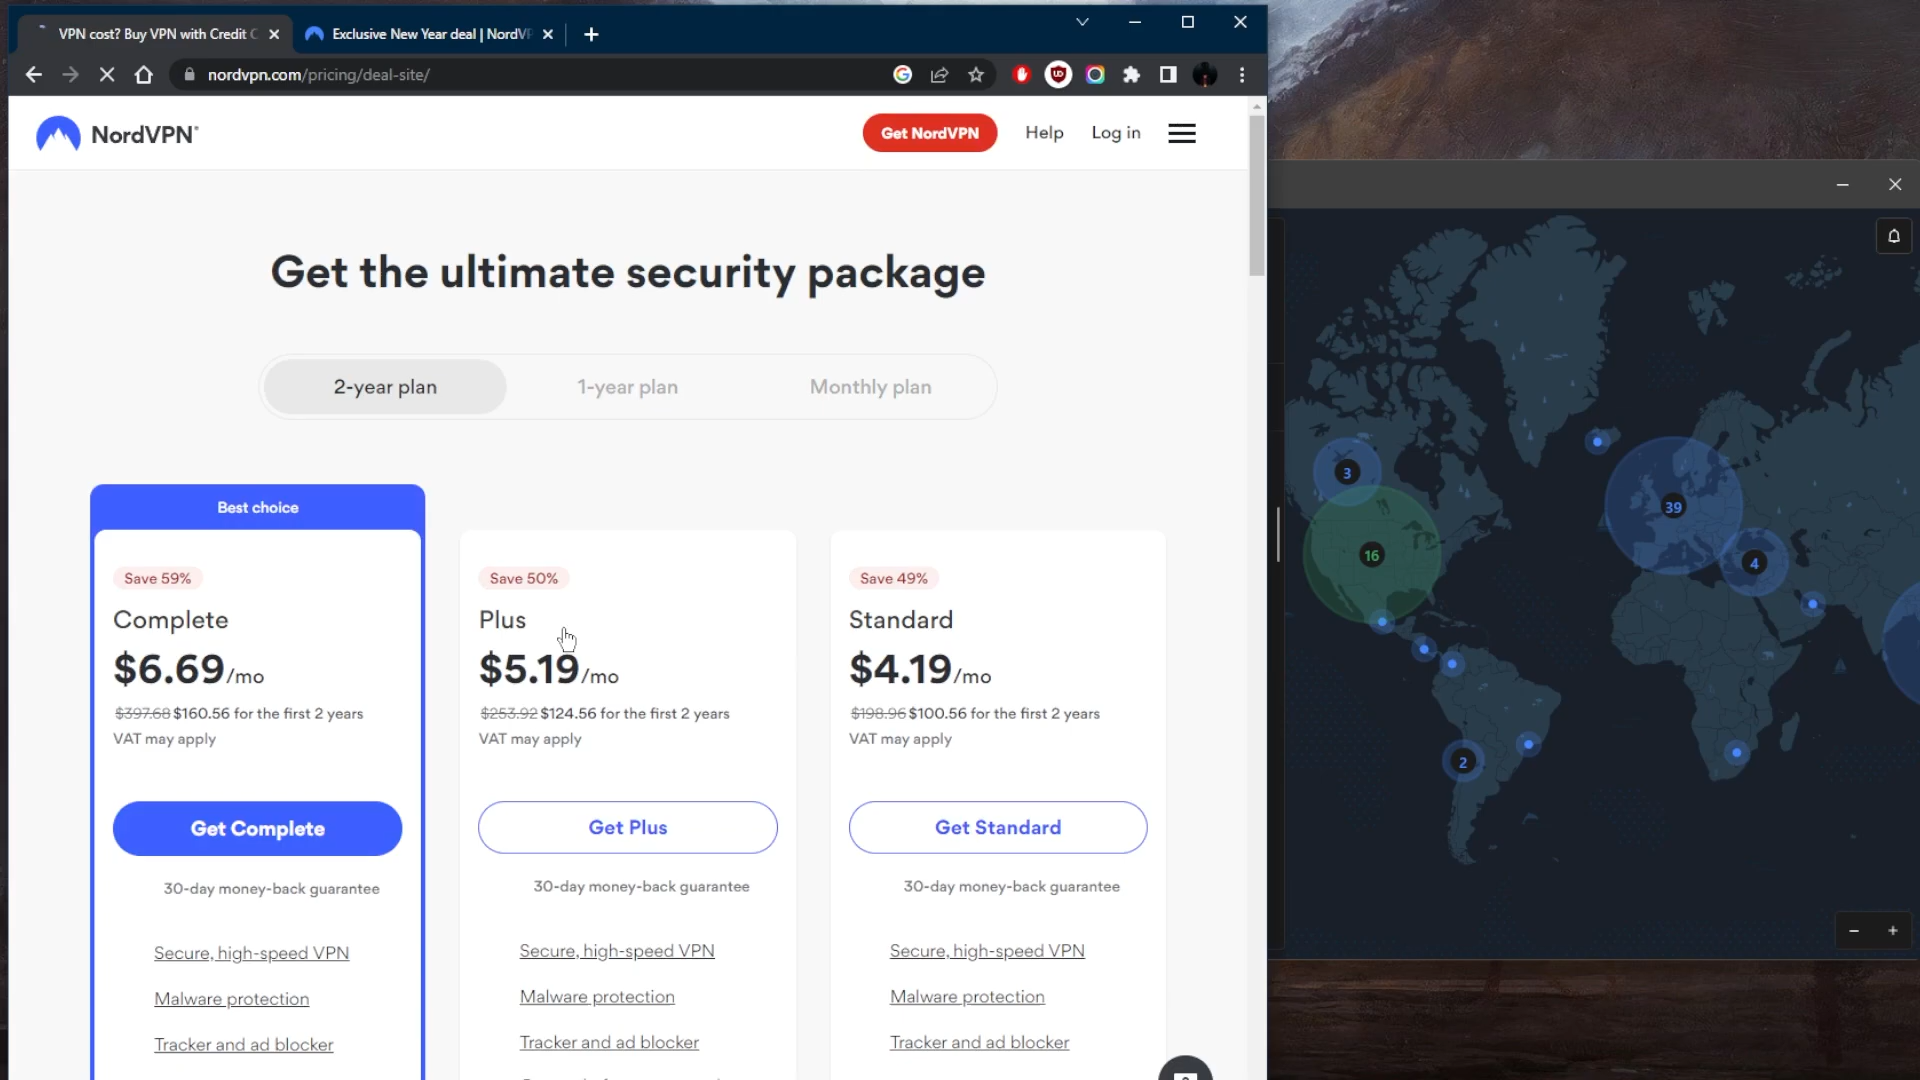 VPN cost? Buy VPN with Credit C
Exclusive New Year deal | NordVP
nordvpn.com/pricing/deal-site/
NordVPN®
Get NordVPN
Help
Log in
Get the ultimate security package
2-year plan
1-year plan
Monthly plan
Best choice
Save 59%
Complete
$6.69/mo
$397.68 $160.56 for the first 2 years
VAT may apply
Get Complete
30-day money-back guarantee
Secure, high-speed VPN
Malware protection
Tracker and ad blocker
Save 50%
Plus
$5.19/mo
$253.92 $124.56 for the first 2 years
VAT may apply
Get Plus
30-day money-back guarantee
Secure, high-speed VPN
Malware protection
Tracker and ad blocker
Save 49%
Standard
$4.19/mo
$198.96 $100.56 for the first 2 years
VAT may apply
Get Standard
30-day money-back guarantee
Secure, high-speed VPN
Malware protection
Tracker and ad blocker
3
16
39
4
2